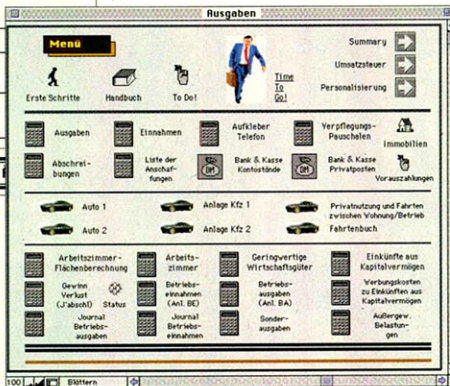 Ausgaben
Menü
Summary
Umsatzsteuer
Personalisierung
Time
To
Go!
Erste Schritte
Handbuch
To Do!
Ausgaben
Einnahmen
Aufkleber
Telefon
Verpflegungs-
Pauschalen
Immobilien
Abschrei-
bungen
Liste der
Anschaf-
fungen
DM
Bank & Kasse
Kontostände
DM
Bank & Kasse
Privatposten
Vorauszahlungen
Auto 1
Anlage Kfz 1
Privatnutzung und Fahrten
zwischen Wohnung/Betrieb
Auto 2
Anlage Kfz 2
Fahrtenbuch
Arbeitszimmer-
Flächenberechnung
Arbeits-
zimmer
Geringwertige
Wirtschaftsgüter
Einkünfte aus
Kapitalvermögen
Gewinn
Verlust
(J'abschl)
Status
Betriebs-
einnahmen
(Anl. BE)
Betriebs-
ausgaben
(Anl. BA)
Werbungskosten
zu Einkünften aus
Kapitalvermögen
Journal
Betriebs-
ausgaben
Journal
Betriebs-
einnahmen
Sonder-
ausgaben
Außergew.
Belastun-
gen
100
Blättern